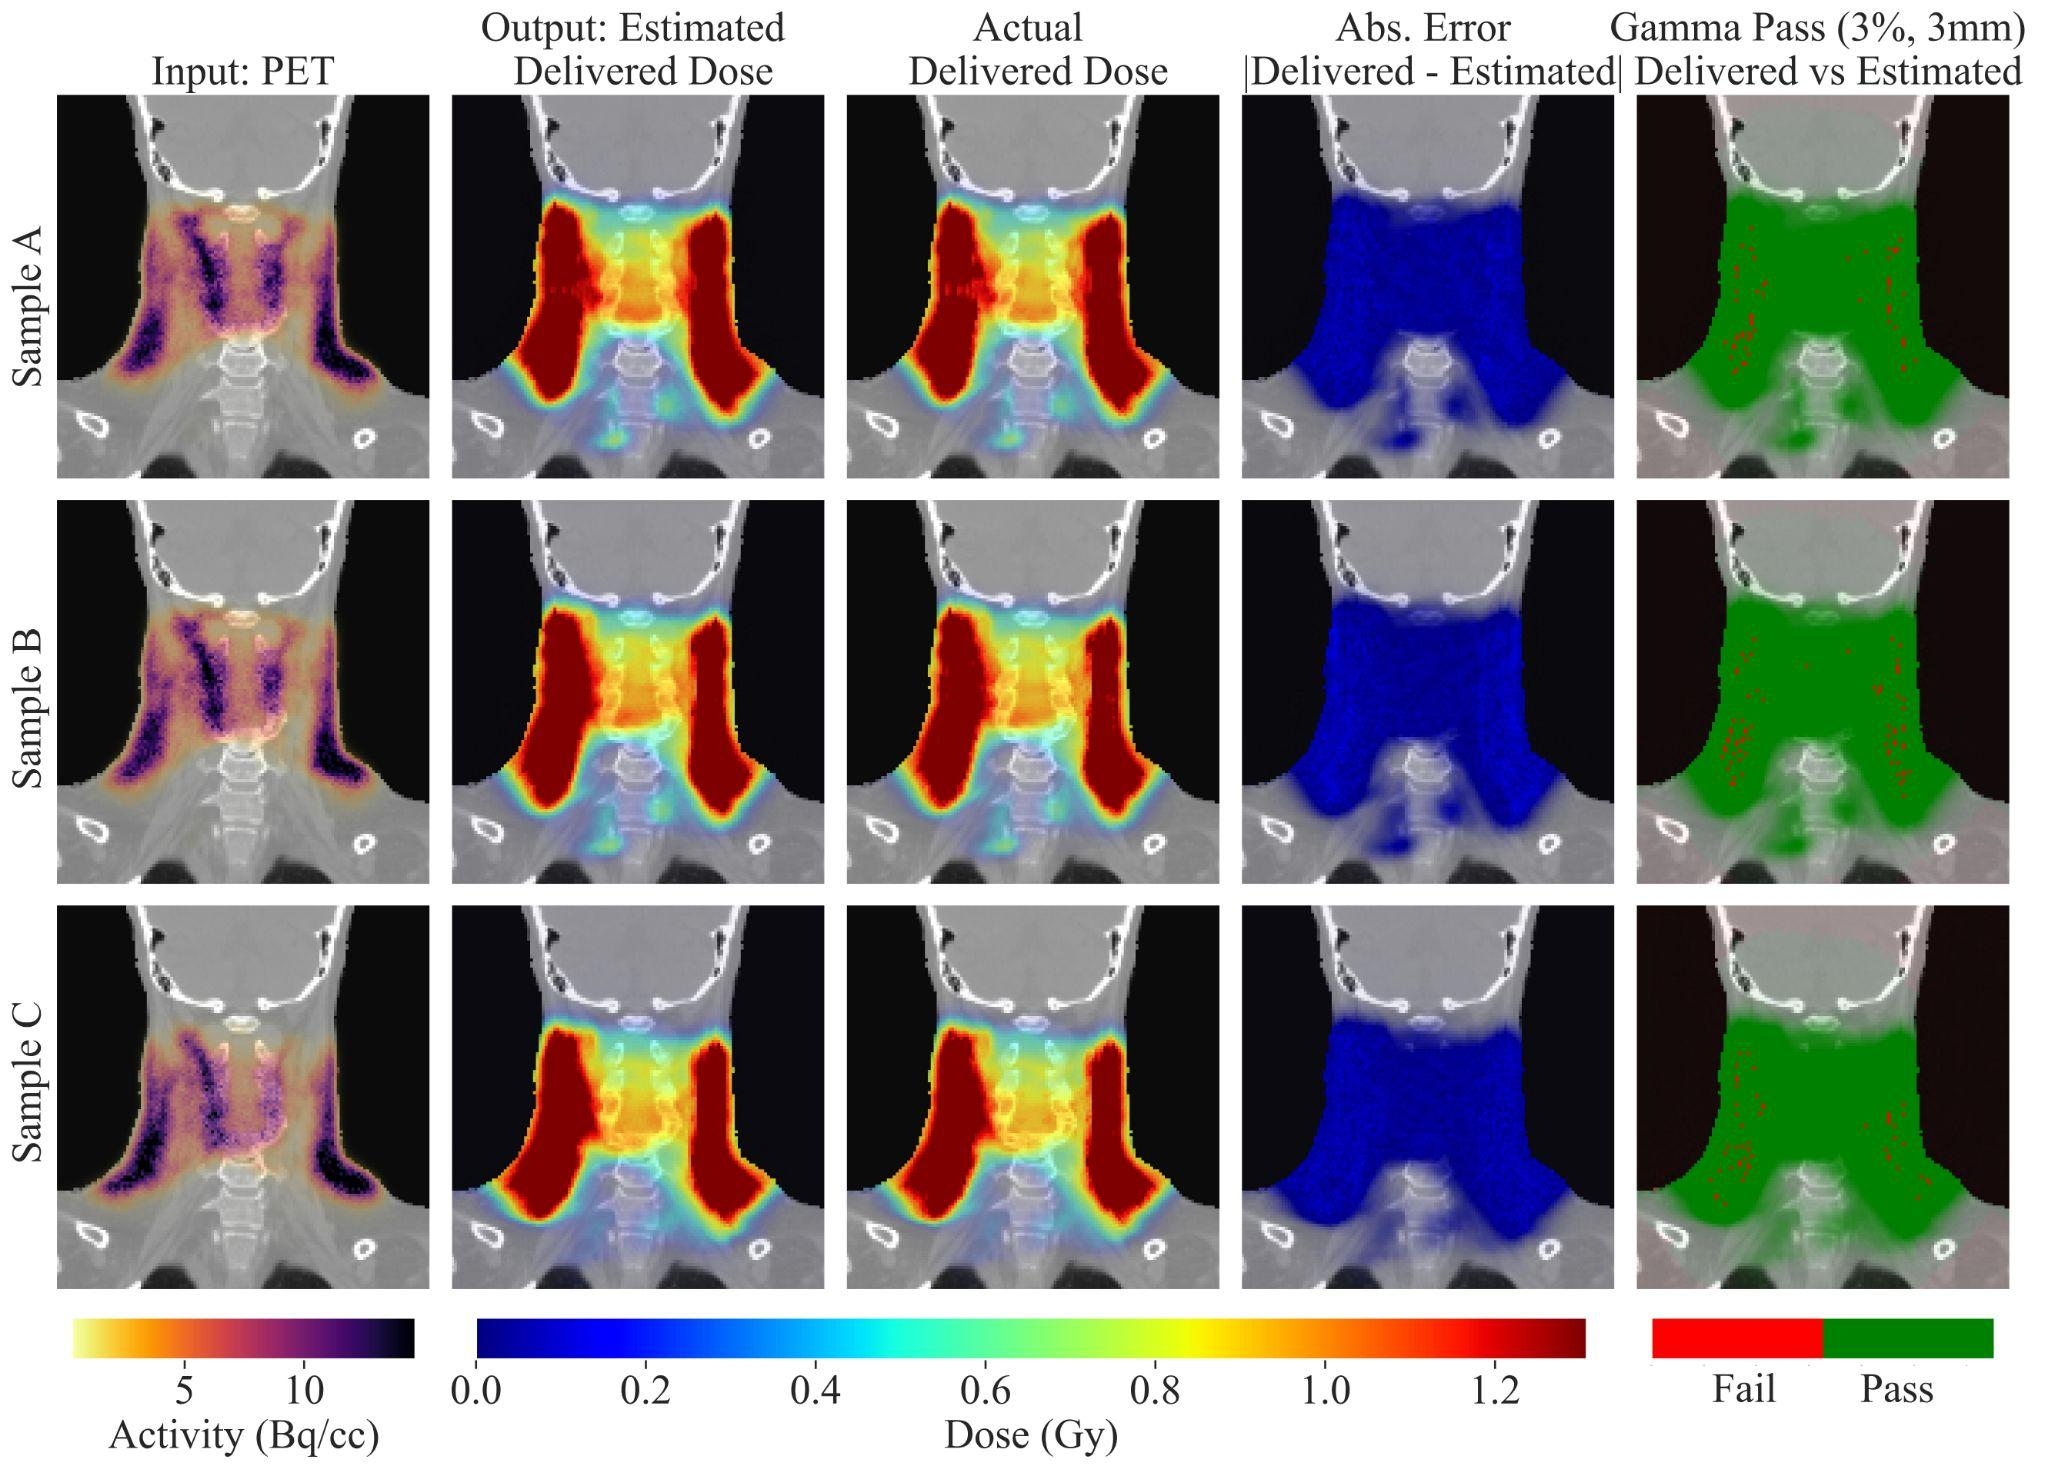 Input: PET
Output: Estimated
Delivered Dose
Actual
Delivered Dose
Abs. Error
|Delivered - Estimated|
Gamma Pass (3%, 3mm)
Delivered vs Estimated
Sample A
Sample B
Sample C
5 10
Activity (Bq/cc)
0.0 0.2 0.4 0.6 0.8 1.0 1.2
Dose (Gy)
Fail Pass